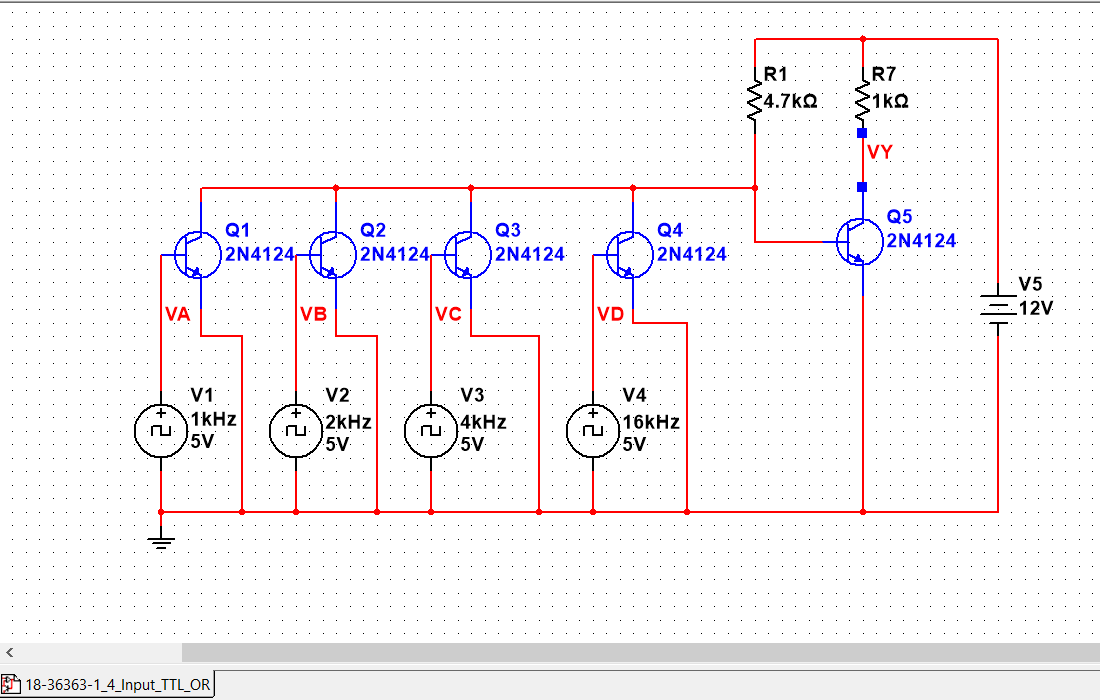 R1
4.7kΩ
R7
1kΩ
VY
Q1
2N4124
Q2
2N4124
Q3
2N4124
Q4
2N4124
Q5
2N4124
V5
12V
VA
VB
VC
VD
V1
1kHz
5V
V2
2kHz
5V
V3
4kHz
5V
V4
16kHz
5V
18-36363-1_4_Input_TTL_OR